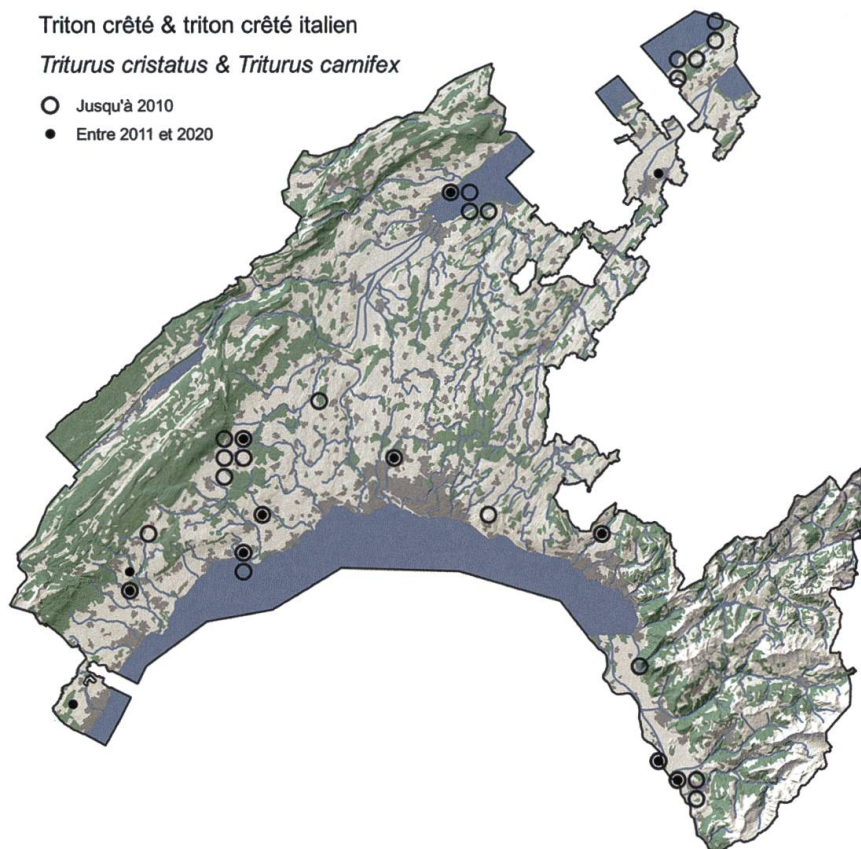 Triton crêté & triton crêté italien
Triturus cristatus & Triturus carnifex
Jusqu'à 2010
Entre 2011 et 2020